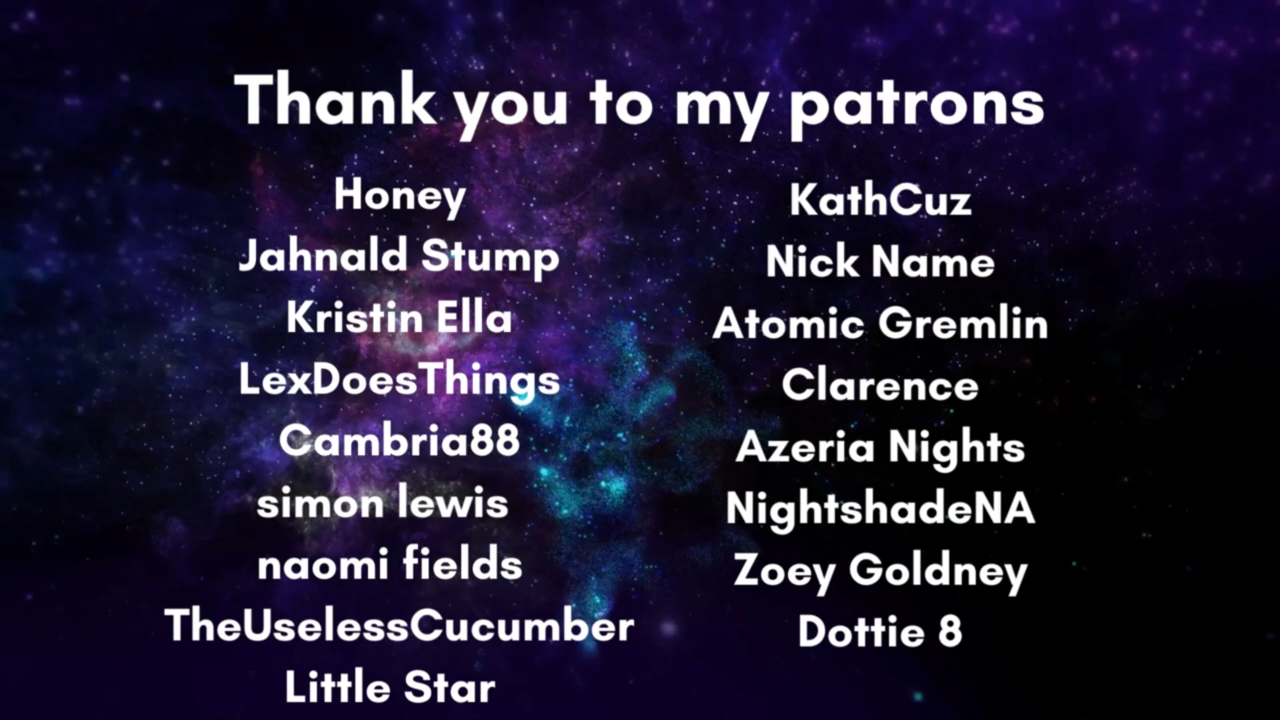 Thank you to my patrons
Honey
Jahnald Stump
Kristin Ella
LexDoesThings
Cambria88
simon lewis
naomi fields
TheUselessCucumber
Little Star
KathCuz
Nick Name
Atomic Gremlin
Clarence
Azeria Nights
NightshadeNA
Zoey Goldney
Dottie 8